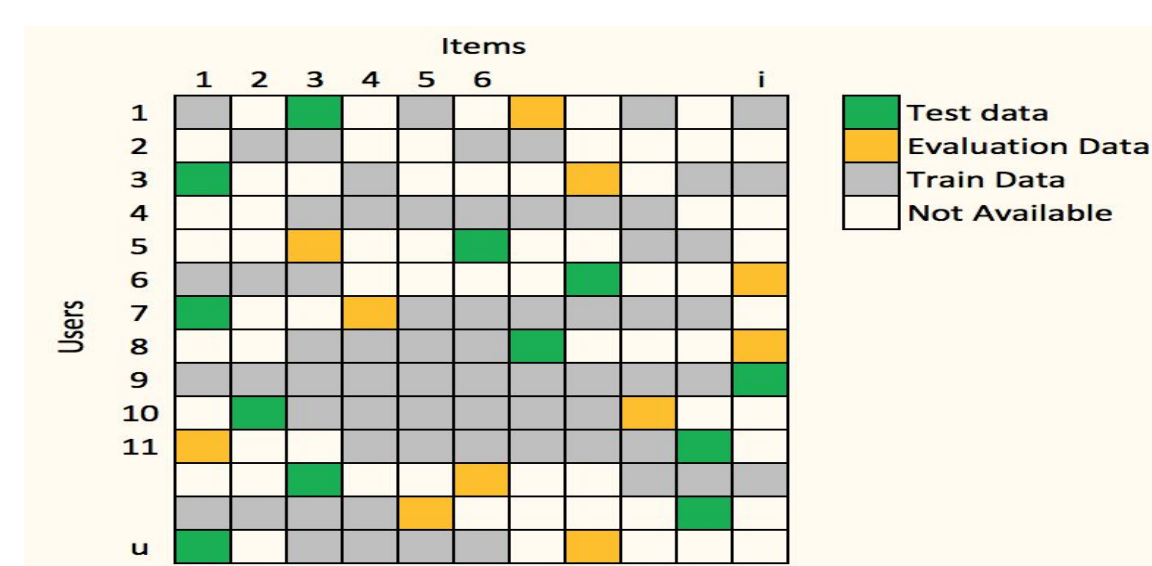 Items
1 2 3 4 5 6 i
Users
1
2
3
4
5
6
7
8
9
10
11
u
Test data
Evaluation Data
Train Data
Not Available